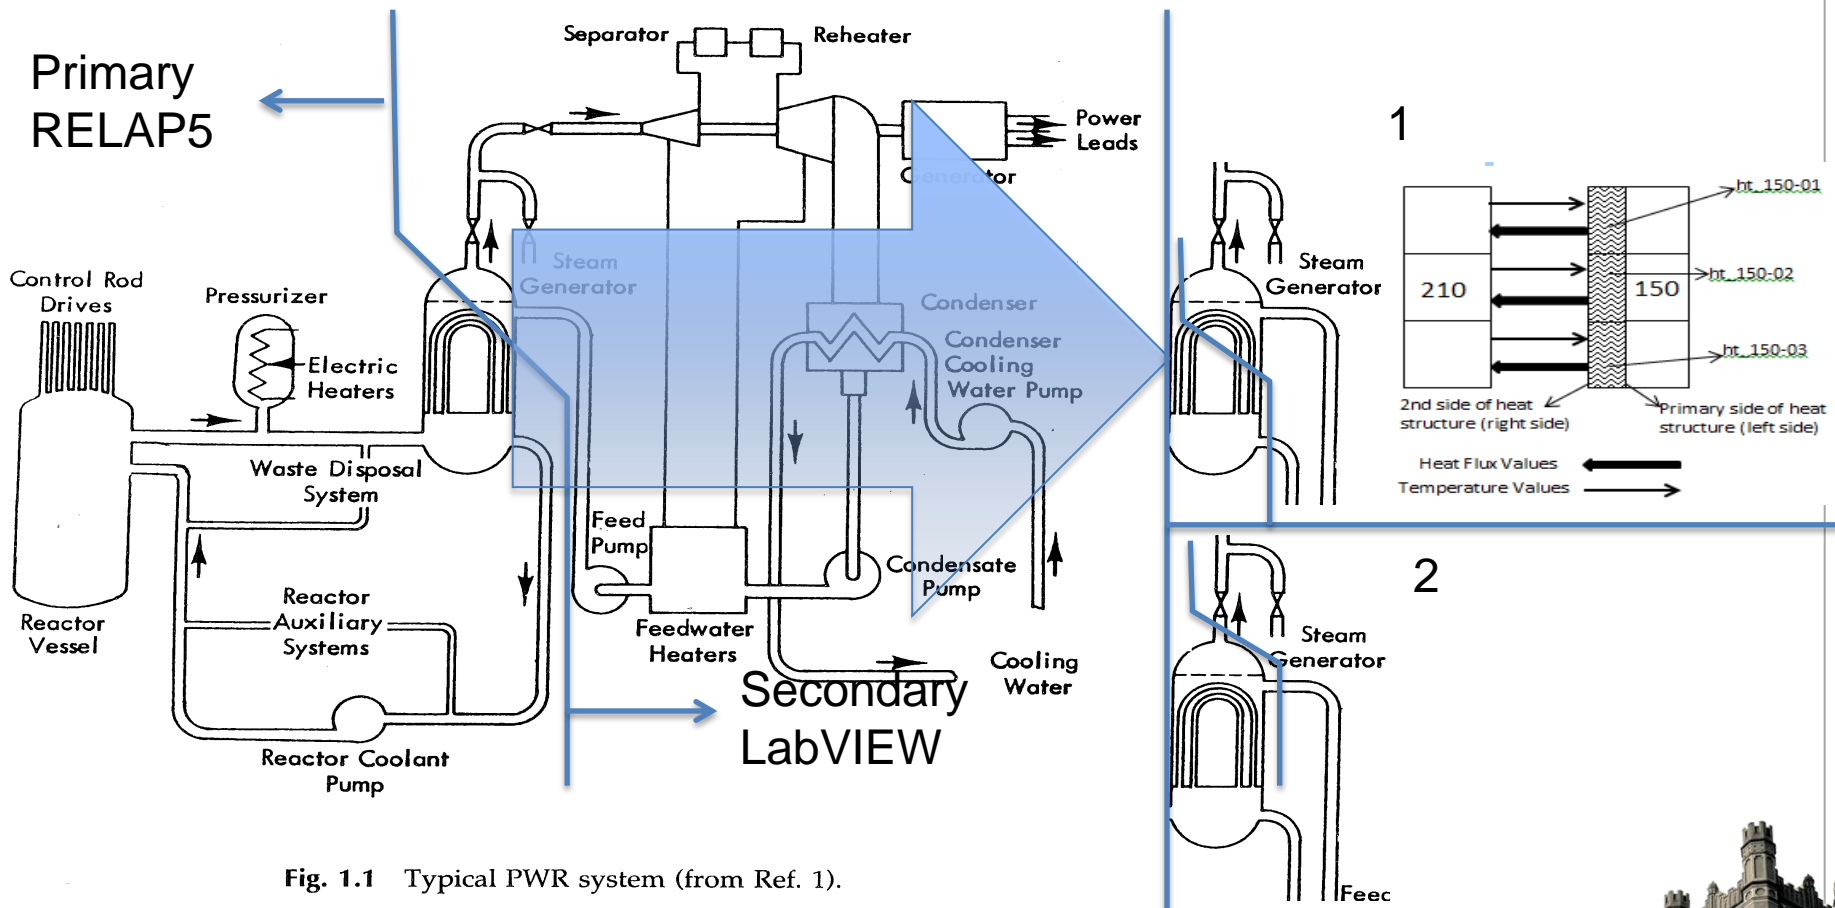 Primary
RELAP5
Separator
Reheater
Power
Leads
Generator
Control Rod
Drives
Pressurizer
Electric
Heaters
Steam
Generator
Condenser
Condenser
Cooling
Water Pump
Waste Disposal
System
Feed
Pump
Condensate
Pump
Reactor
Vessel
Reactor
Auxiliary
Systems
Feedwater
Heaters
Cooling
Water
Secondary
LabVIEW
Reactor Coolant
Pump
Fig. 1.1 Typical PWR system (from Ref. 1).
1
Steam
Generator
ht_150-01
ht_150-02
ht_150-03
210
150
2nd side of heat
structure (right side)
Primary side of heat
structure (left side)
Heat Flux Values
Temperature Values
2
Steam
Generator
Feed